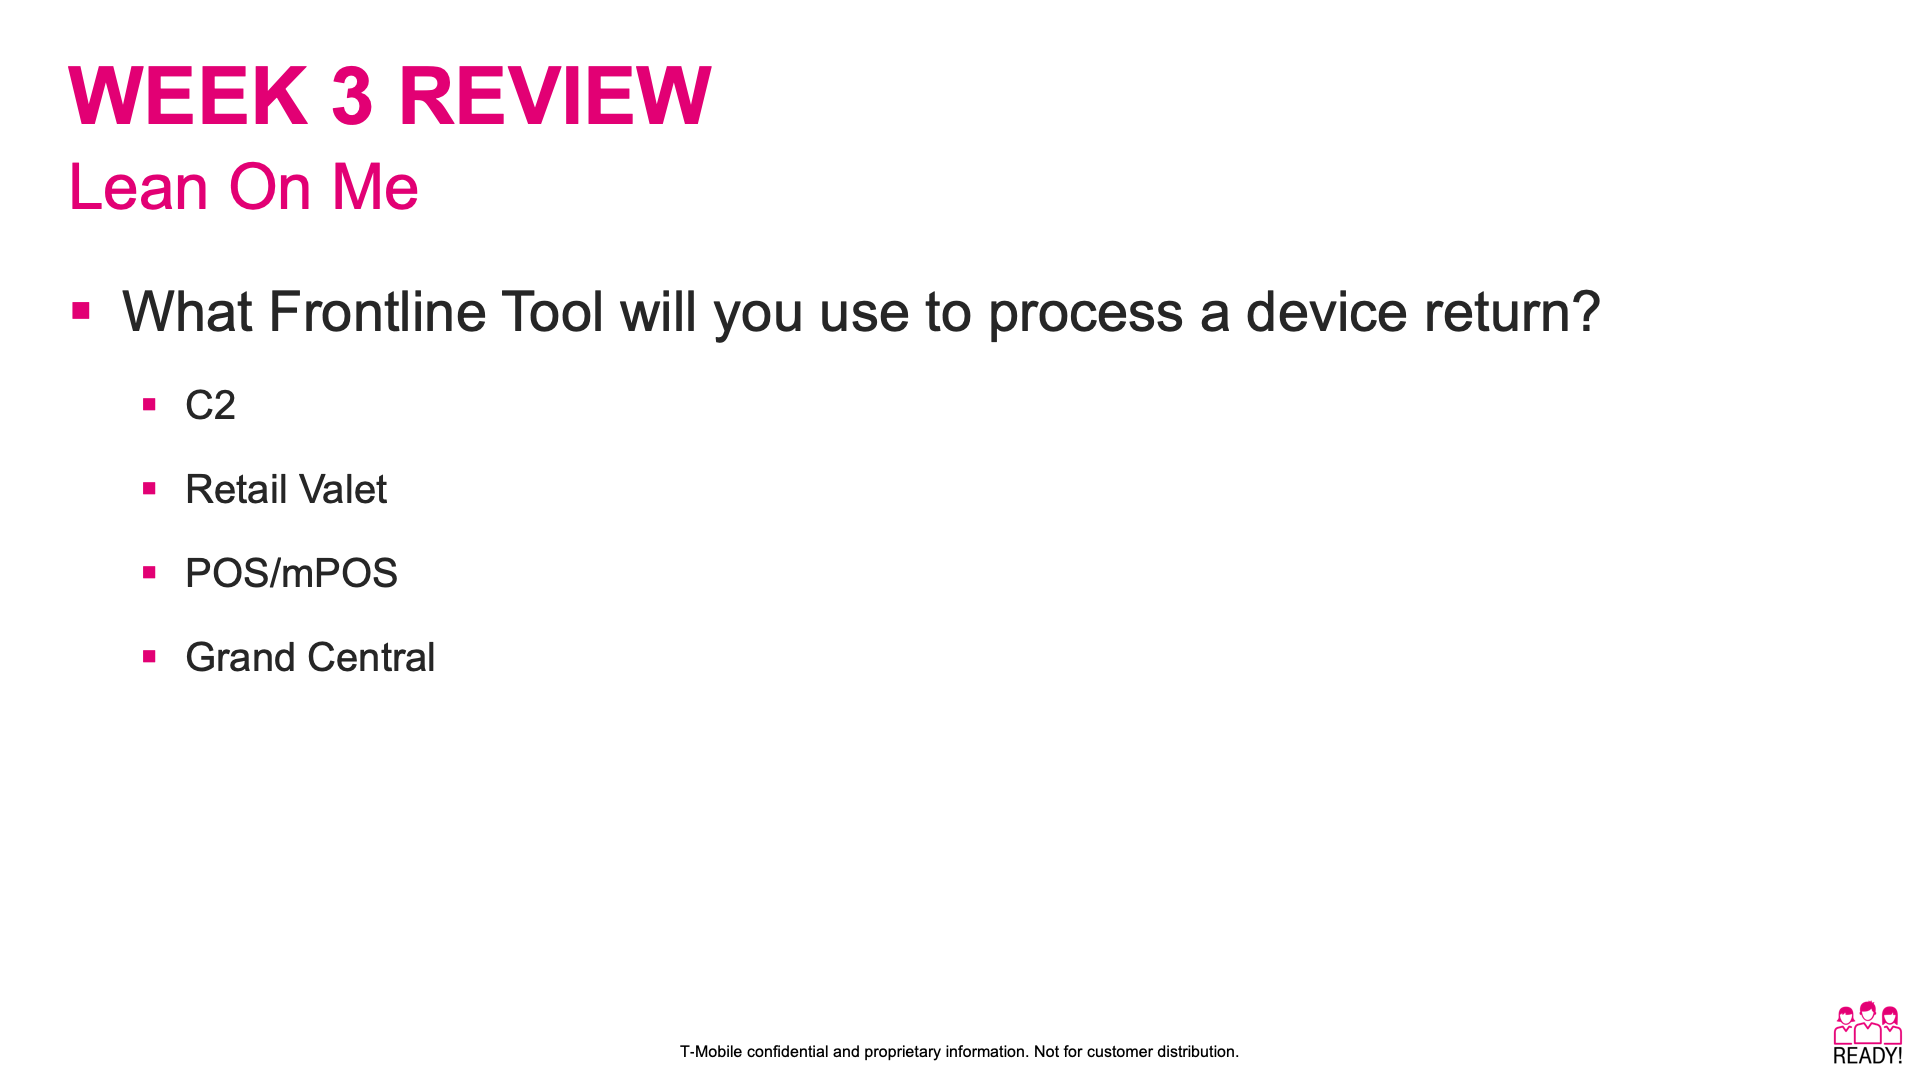 WEEK 3 REVIEW
Lean On Me
What Frontline Tool will you use to process a device return?
C2
Retail Valet
POS/mPOS
Grand Central
T-Mobile confidential and proprietary information. Not for customer distribution.
READY!